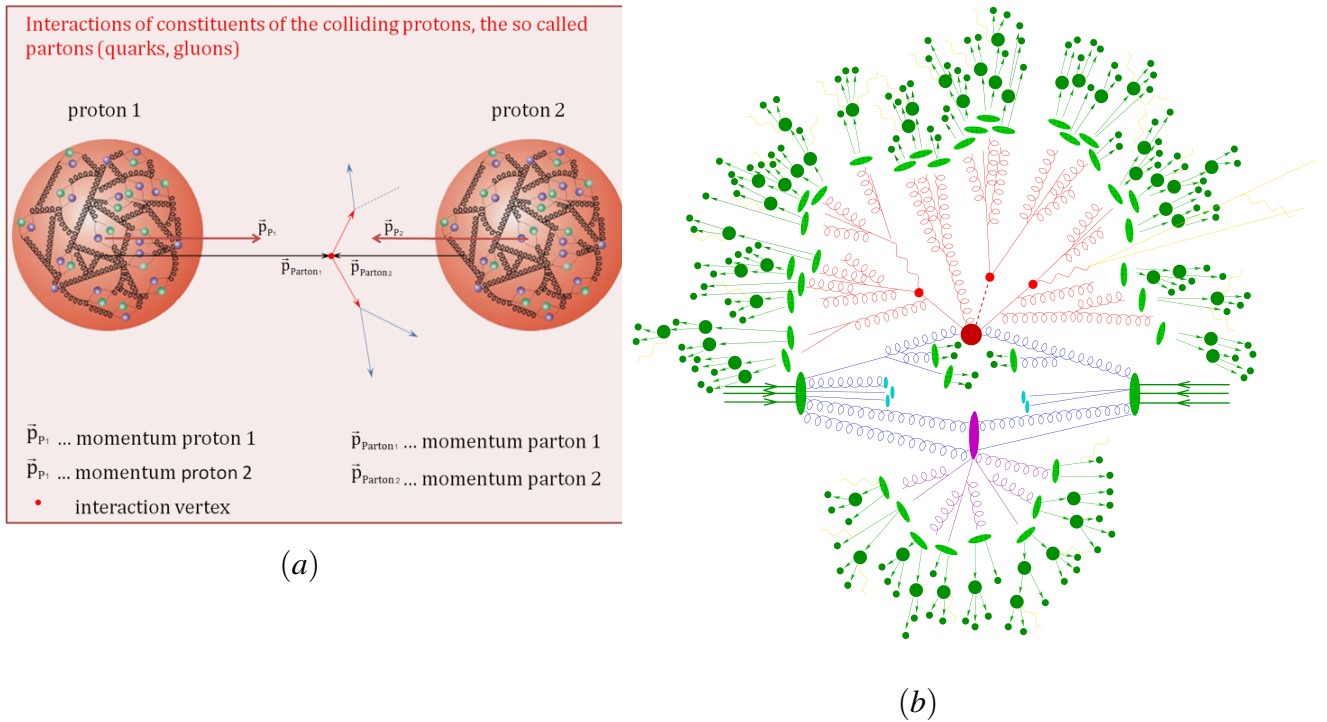 Interactions of constituents of the colliding protons, the so called
partons (quarks, gluons)
proton 1
proton 2
p⃗P₁
p⃗P₂
p⃗Parton₁
p⃗Parton₂
p⃗P₁ ... momentum proton 1
p⃗Parton₁ ... momentum parton 1
p⃗P₁ ... momentum proton 2
p⃗Parton 2 ... momentum parton 2
interaction vertex
(a)
(b)